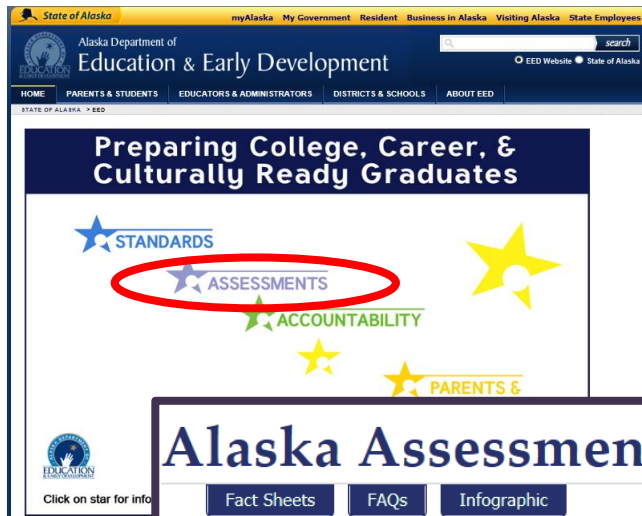 State of Alaska
myAlaska My Government Resident Business in Alaska Visiting Alaska State Employees
Alaska Department of
Education & Early Development
search
EED Website State of Alaska
EDUCATION
HOME PARENTS & STUDENTS EDUCATORS & ADMINISTRATORS DISTRICTS & SCHOOLS ABOUT EED
STATE OF ALASKA > EED
Preparing College, Career, &
Culturally Ready Graduates
STANDARDS
ASSESSMENTS
ACCOUNTABILITY
PARENTS &
EDUCATION
Click on star for info
Alaska Assessmen
Fact Sheets FAQs Infographic